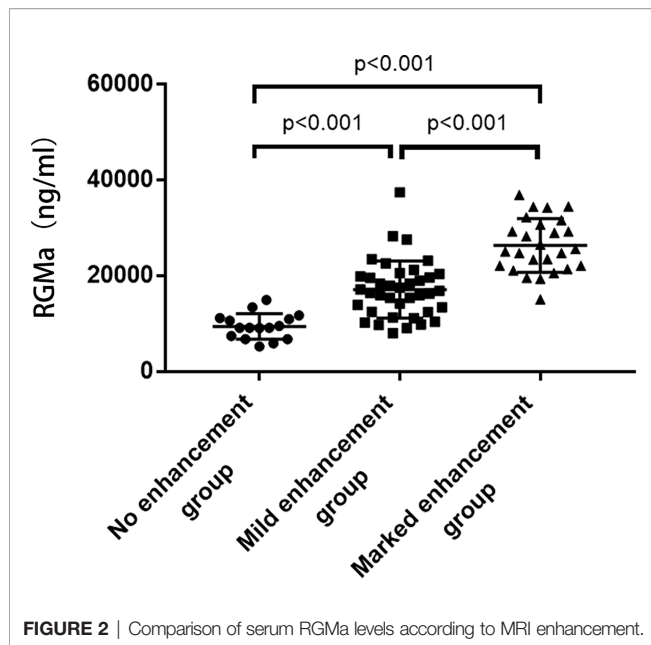 p<0.001
p<0.001
p<0.001
RGMa (ng/ml)
60000
40000
20000
0
No enhancement
group
Mild enhancement
group
Marked enhancement
group
FIGURE 2 | Comparison of serum RGMa levels according to MRI enhancement.